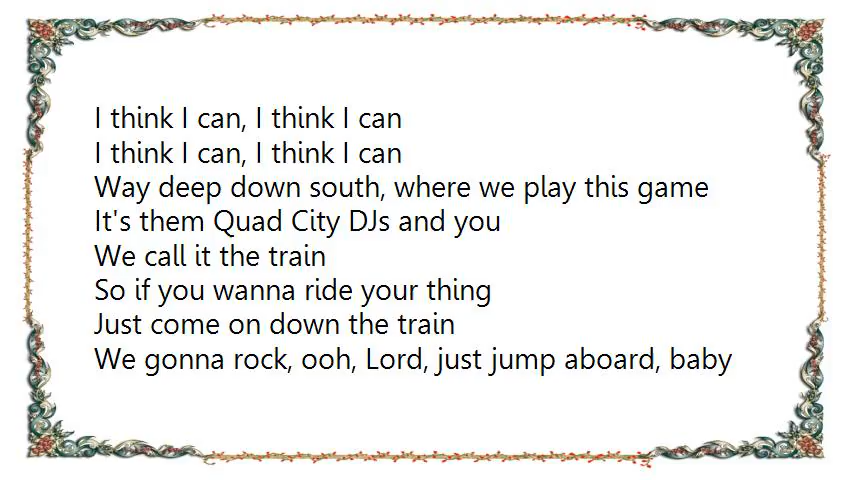 I think I can, I think I can
I think I can, I think I can
Way deep down south, where we play this game
It's them Quad City DJs and you
We call it the train
So if you wanna ride your thing
Just come on down the train
We gonna rock, ooh, Lord, just jump aboard, baby